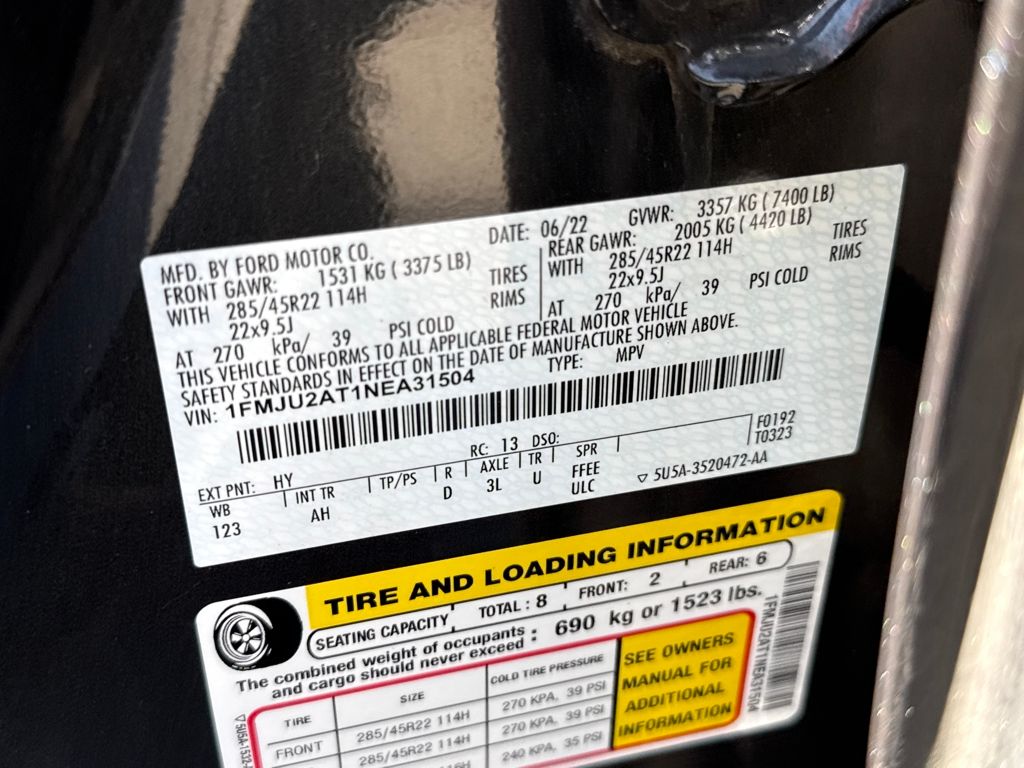 MFD. BY FORD MOTOR CO.
DATE: 06/22
GVWR: 3357 KG ( 7400 LB)
FRONT GAWR: 1531 KG ( 3375 LB)
WITH 285/45R22 114H TIRES
22x9.5J RIMS
AT 270 kPa/ 39 PSI COLD
REAR GAWR: 2005 KG ( 4420 LB)
WITH 285/45R22 114H TIRES
22x9.5J RIMS
AT 270 kPa/ 39 PSI COLD
THIS VEHICLE CONFORMS TO ALL APPLICABLE FEDERAL MOTOR VEHICLE
SAFETY STANDARDS IN EFFECT ON THE DATE OF MANUFACTURE SHOWN ABOVE.
VIN: 1FMJU2AT1NEA31504 TYPE: MPV
EXT PNT: HY RC: 13 DSO: F0192
WB INT TR TP/PS R AXLE TR SPR T0323
123 AH D 3L U FFEE
ULC
5U5A-3520472-AA
TIRE AND LOADING INFORMATION
SEATING CAPACITY TOTAL : 8 FRONT: 2 REAR: 6
The combined weight of occupants
and cargo should never exceed : 690 kg or 1523 lbs.
TIRE SIZE COLD TIRE PRESSURE
FRONT 285/45R22 114H 270 KPA, 39 PSI
285/45R22 114H 270 KPA, 39 PSI
240 KPA, 35 PSI
SEE OWNERS
MANUAL FOR
ADDITIONAL
INFORMATION
1FMJU2AT1NEA31504